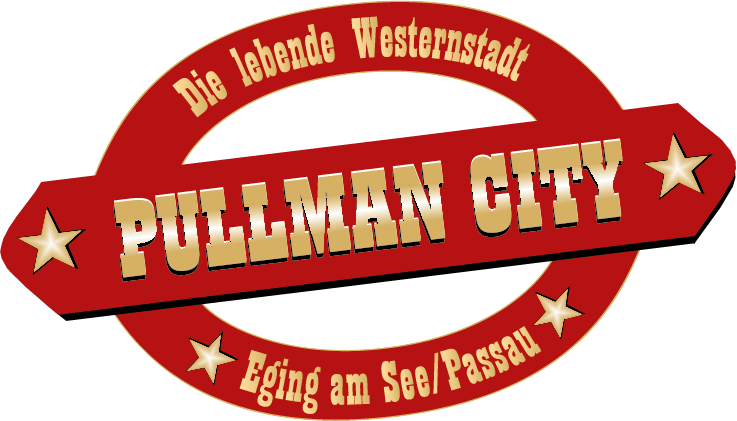 Die lebende Westernstadt
PULLMAN CITY
Eging am See/Passau